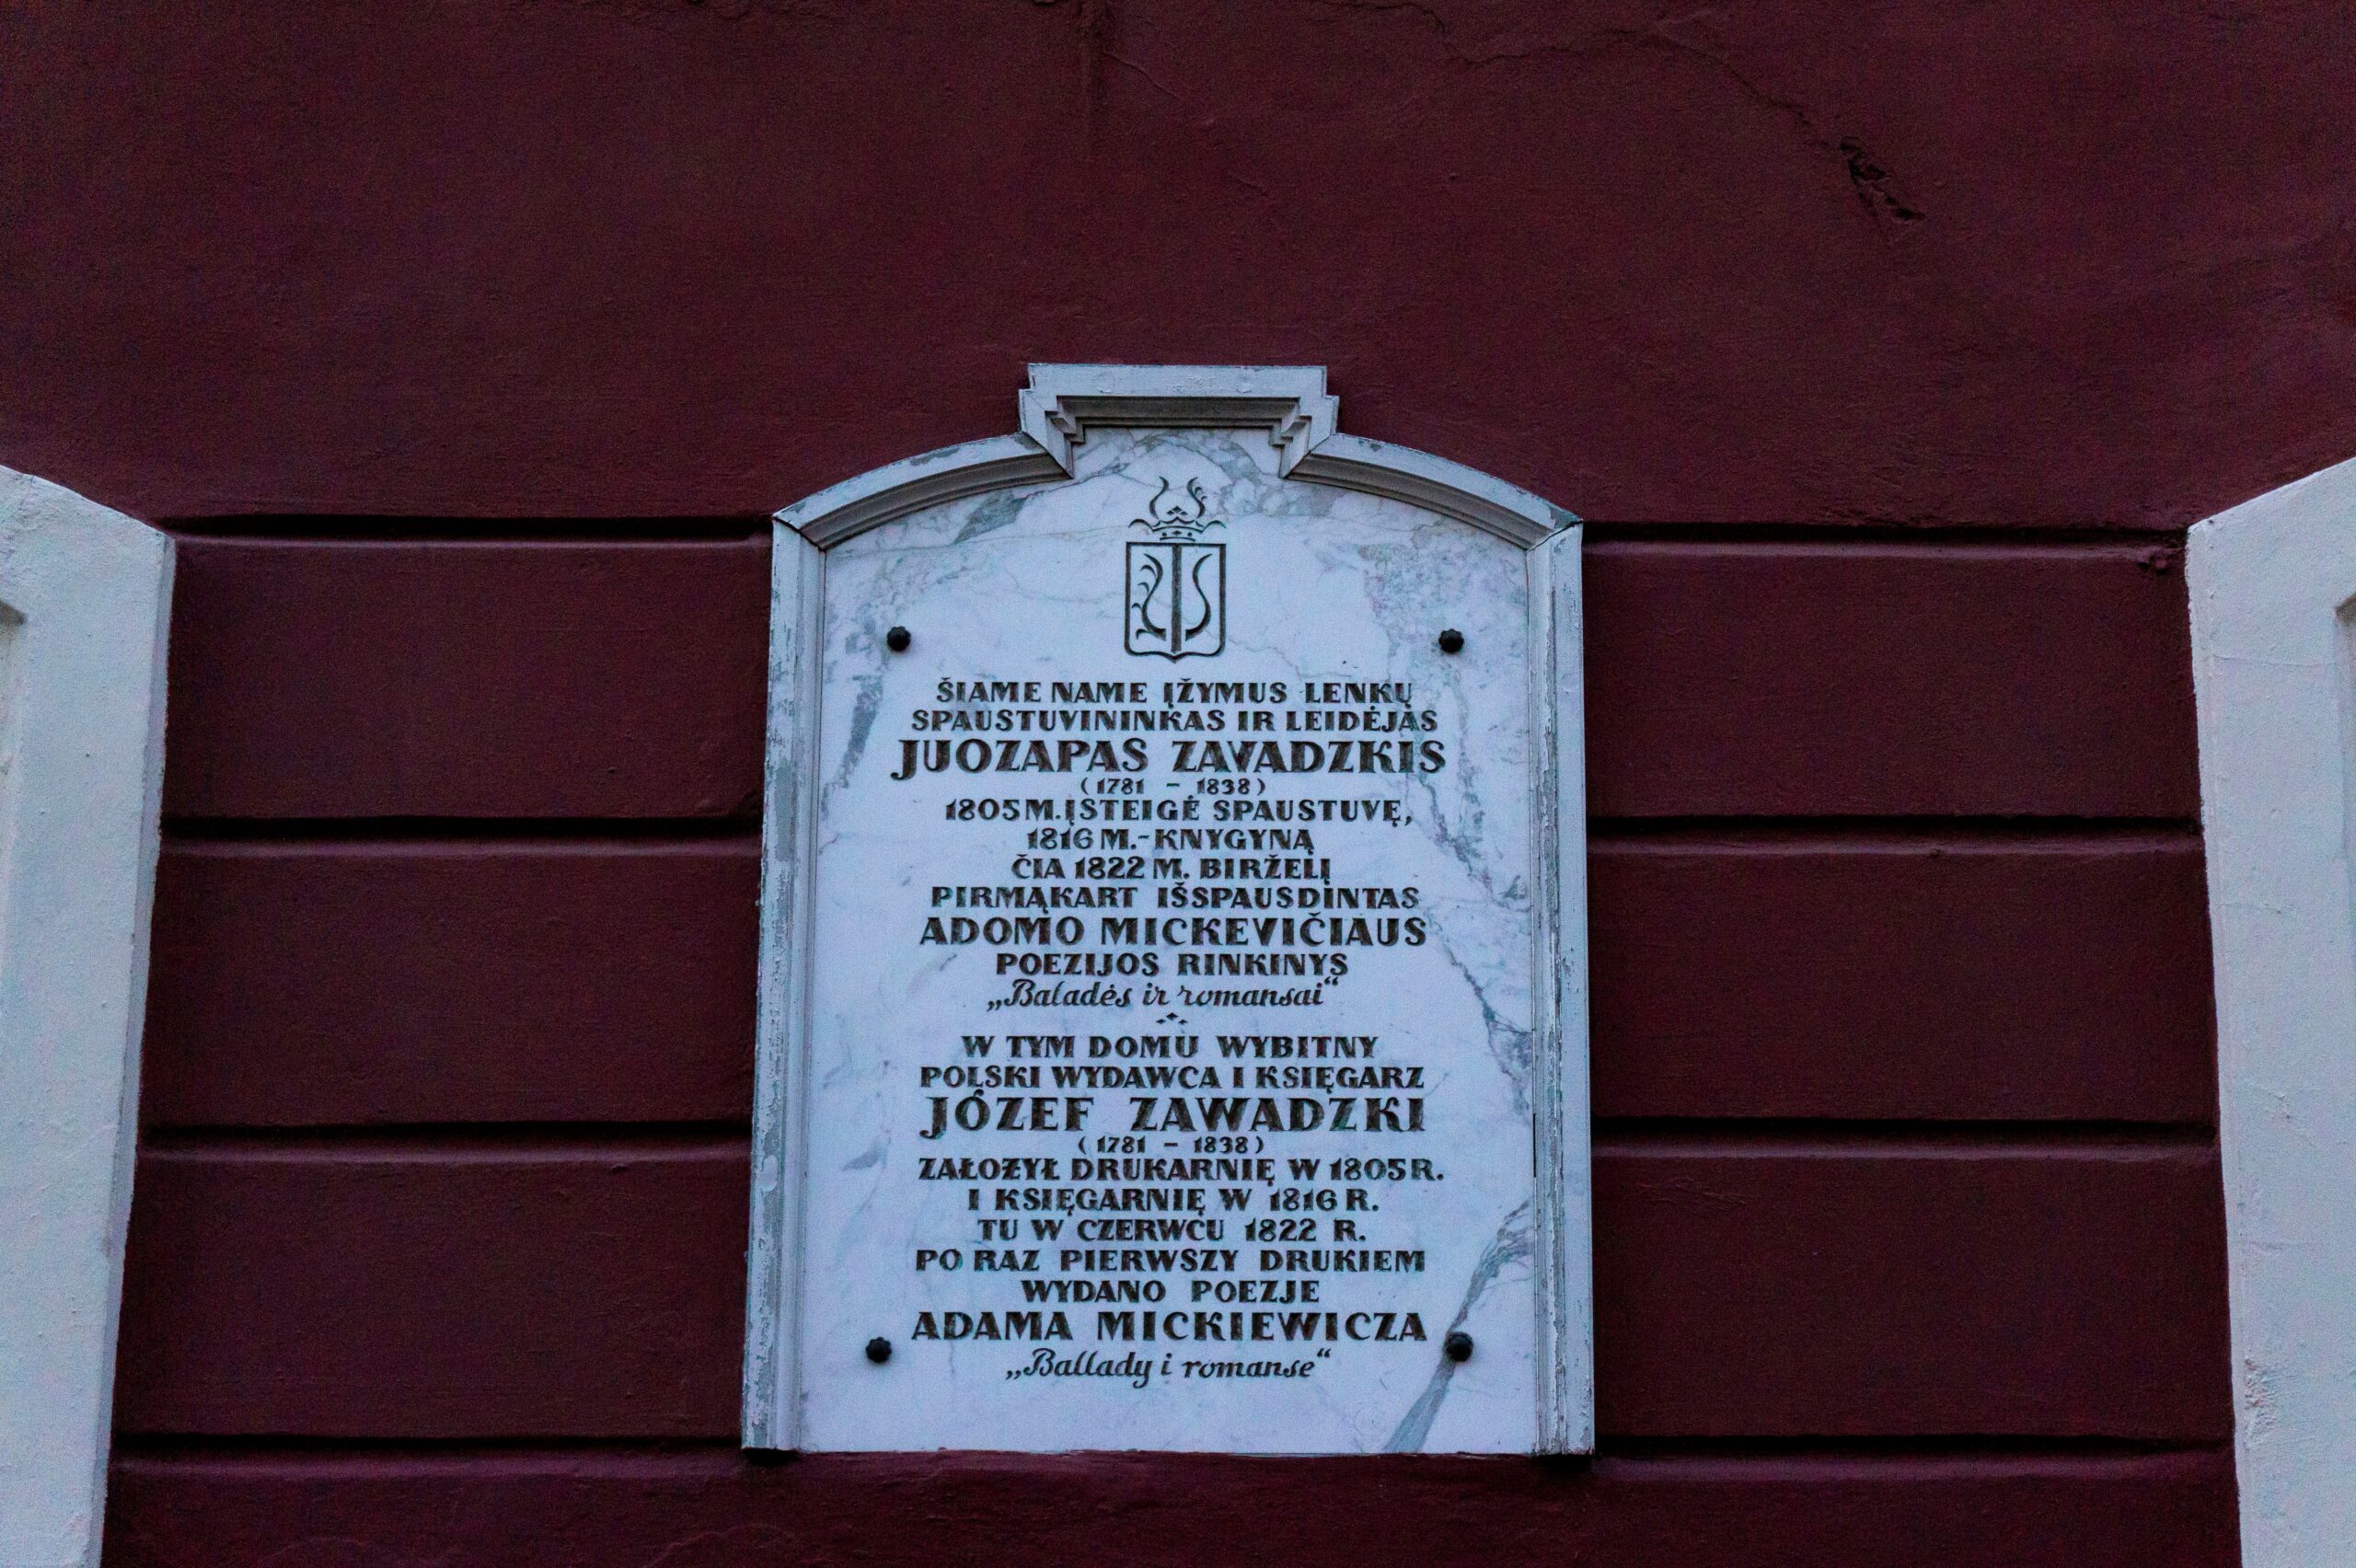 ŠIAME NAME ĮŽYMUS LENKŲ
SPAUSTUVININKAS IR LEIDĖJAS
JUOZAPAS ZAVADZKIS
(1781 – 1838)
1805 M. ĮSTEIGĖ SPAUSTUVĘ,
1816 M.- KNYGYNĄ
ČIA 1822 M. BIRŽELĮ
PIRMĄKART IŠSPAUSDINTAS
ADOMO MICKEVIČIAUS
POEZIJOS RINKINYS
„Baladės ir romansai“
W TYM DOMU WYBITNY
POLSKI WYDAWCA I KSIĘGARZ
JÓZEF ZAWADZKI
(1781 – 1838)
ZAŁOŻYŁ DRUKARNIĘ W 1805 R.
I KSIĘGARNIĘ W 1816 R.
TU W CZERWCU 1822 R.
PO RAZ PIERWSZY DRUKIEM
WYDANO POEZJE
ADAMA MICKIEWICZA
„Ballady i romanse“